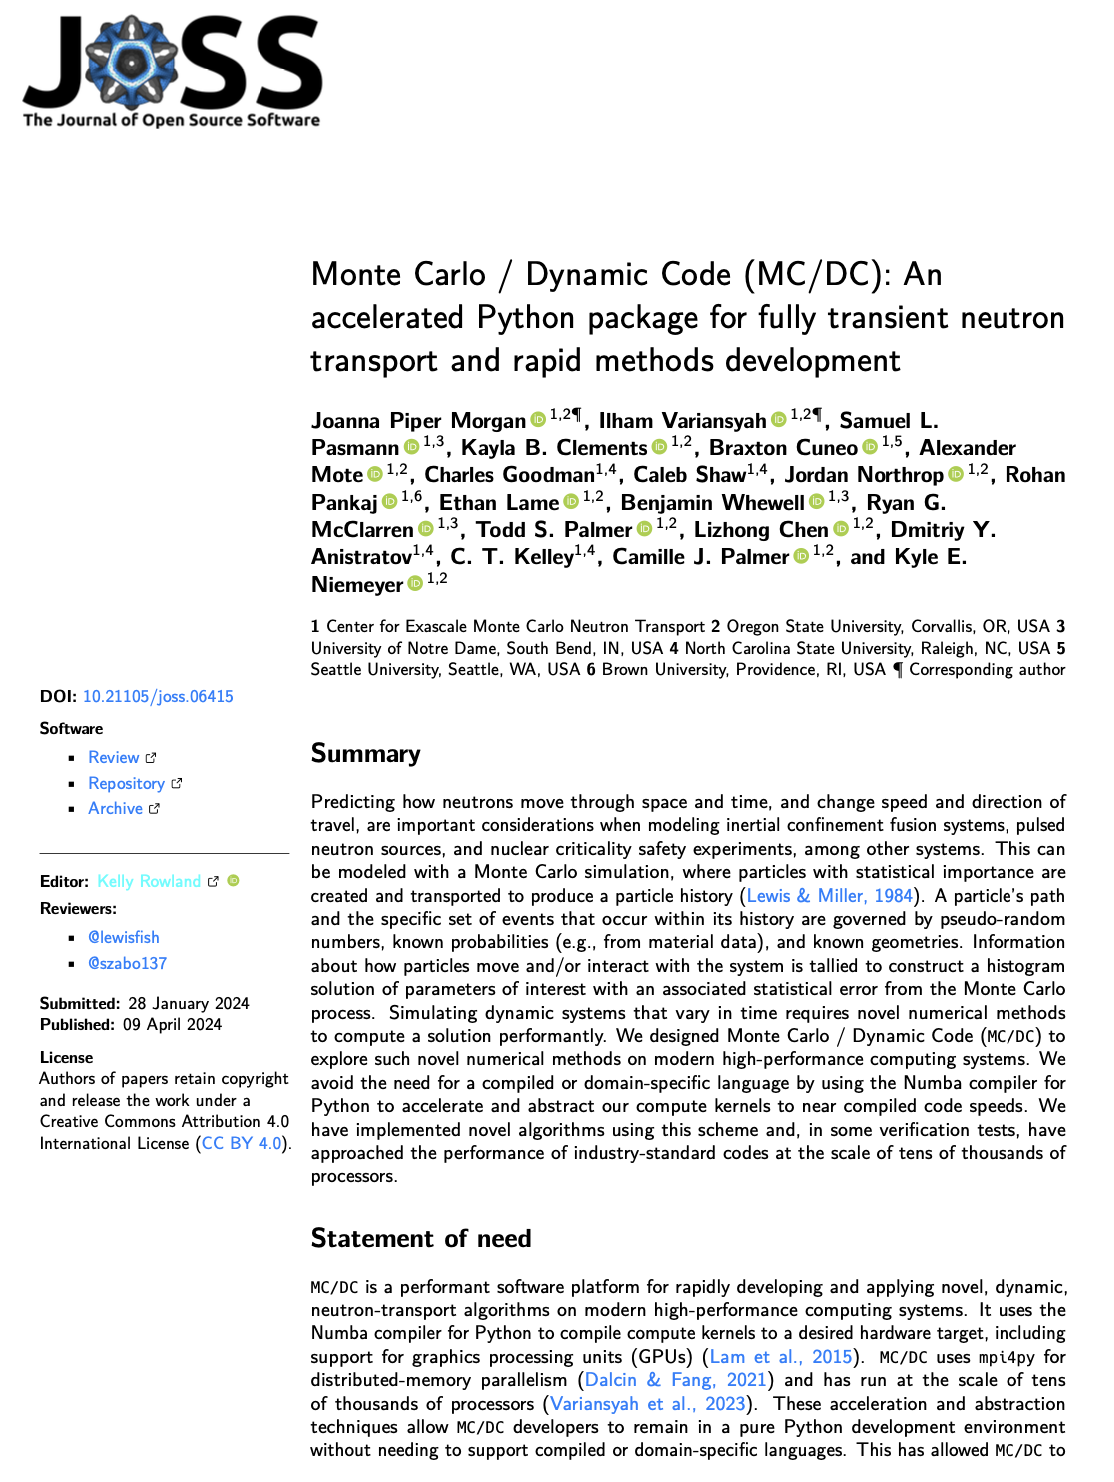 JOSS
The Journal of Open Source Software
Monte Carlo / Dynamic Code (MC/DC): An
accelerated Python package for fully transient neutron
transport and rapid methods development
Joanna Piper Morgan 1,2¶, Ilham Variansyah 1,2¶, Samuel L.
Pasmann 1,3, Kayla B. Clements 1,2, Braxton Cuneo 1,5, Alexander
Mote 1,2, Charles Goodman1,4, Caleb Shaw1,4, Jordan Northrop 1,2, Rohan
Pankaj 1,6, Ethan Lame 1,2, Benjamin Whewell 1,3, Ryan G.
McClarren 1,3, Todd S. Palmer 1,2, Lizhong Chen 1,2, Dmitriy Y.
Anistratov1,4, C. T. Kelley1,4, Camille J. Palmer 1,2, and Kyle E.
Niemeyer 1,2
1 Center for Exascale Monte Carlo Neutron Transport 2 Oregon State University, Corvallis, OR, USA 3
University of Notre Dame, South Bend, IN, USA 4 North Carolina State University, Raleigh, NC, USA 5
Seattle University, Seattle, WA, USA 6 Brown University, Providence, RI, USA ¶ Corresponding author
DOI: 10.21105/joss.06415
Software
Review
Repository
Archive
Editor: Kelly Rowland
Reviewers:
@lewisfish
@szabo137
Submitted: 28 January 2024
Published: 09 April 2024
License
Authors of papers retain copyright
and release the work under a
Creative Commons Attribution 4.0
International License (CC BY 4.0).
Summary
Predicting how neutrons move through space and time, and change speed and direction of
travel, are important considerations when modeling inertial confinement fusion systems, pulsed
neutron sources, and nuclear criticality safety experiments, among other systems. This can
be modeled with a Monte Carlo simulation, where particles with statistical importance are
created and transported to produce a particle history (Lewis & Miller, 1984). A particle's path
and the specific set of events that occur within its history are governed by pseudo-random
numbers, known probabilities (e.g., from material data), and known geometries. Information
about how particles move and/or interact with the system is tallied to construct a histogram
solution of parameters of interest with an associated statistical error from the Monte Carlo
process. Simulating dynamic systems that vary in time requires novel numerical methods
to compute a solution performantly. We designed Monte Carlo / Dynamic Code (MC/DC) to
explore such novel numerical methods on modern high-performance computing systems. We
avoid the need for a compiled or domain-specific language by using the Numba compiler for
Python to accelerate and abstract our compute kernels to near compiled code speeds. We
have implemented novel algorithms using this scheme and, in some verification tests, have
approached the performance of industry-standard codes at the scale of tens of thousands of
processors.
Statement of need
MC/DC is a performant software platform for rapidly developing and applying novel, dynamic,
neutron-transport algorithms on modern high-performance computing systems. It uses the
Numba compiler for Python to compile compute kernels to a desired hardware target, including
support for graphics processing units (GPUs) (Lam et al., 2015). MC/DC uses mpi4py for
distributed-memory parallelism (Dalcin & Fang, 2021) and has run at the scale of tens
of thousands of processors (Variansyah et al., 2023). These acceleration and abstraction
techniques allow MC/DC developers to remain in a pure Python development environment
without needing to support compiled or domain-specific languages. This has allowed MC/DC to